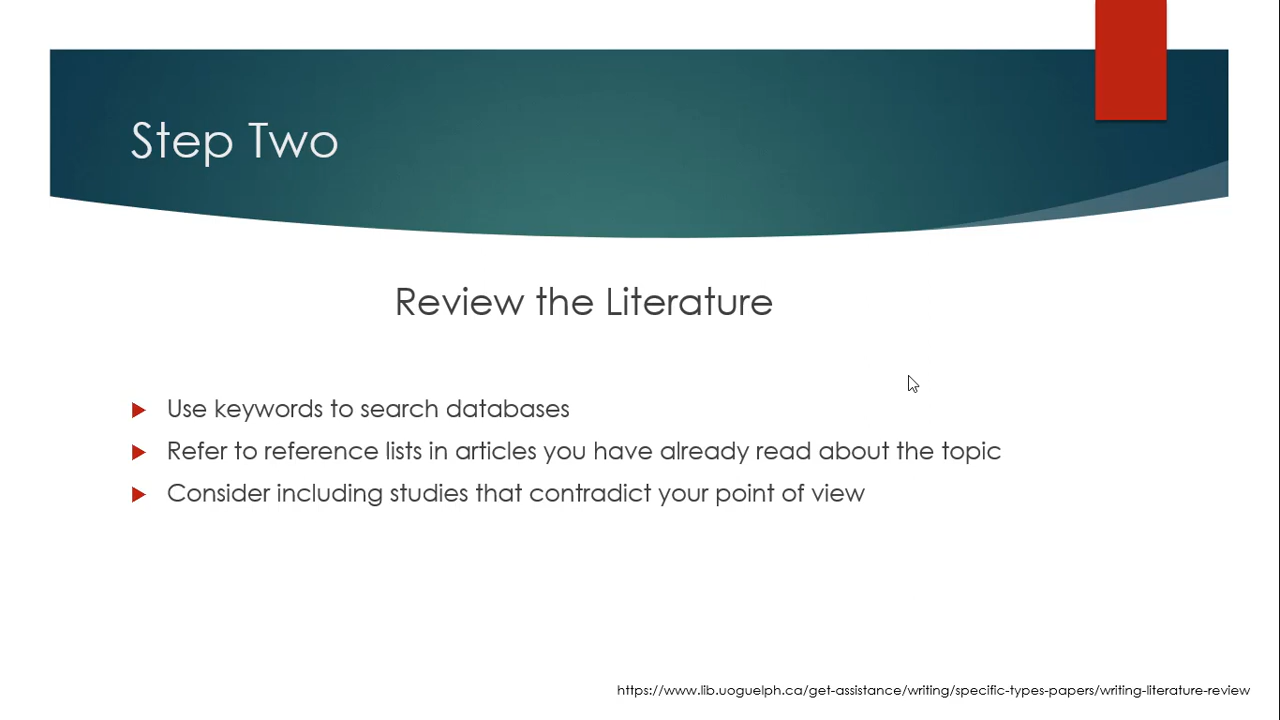 Step Two
Review the Literature
Use keywords to search databases
Refer to reference lists in articles you have already read about the topic
Consider including studies that contradict your point of view
https://www.lib.uoguelph.ca/get-assistance/writing/specific-types-papers/writing-literature-review